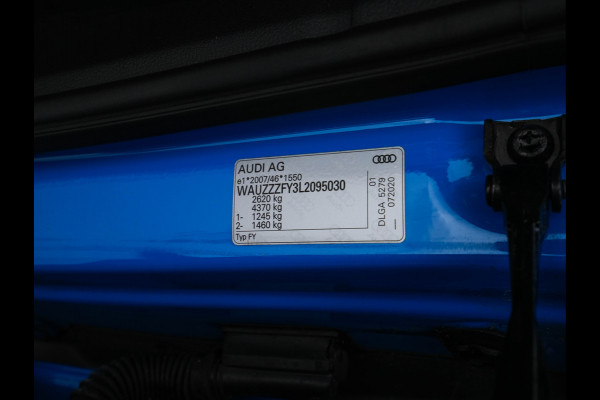 AUDI AG
e1*2007/46*1550
WAUZZZFY3L2095030
2620 kg
4370 kg
1- 1245 kg
2- 1460 kg
Typ FY
01
DLGA 5279
— 072020